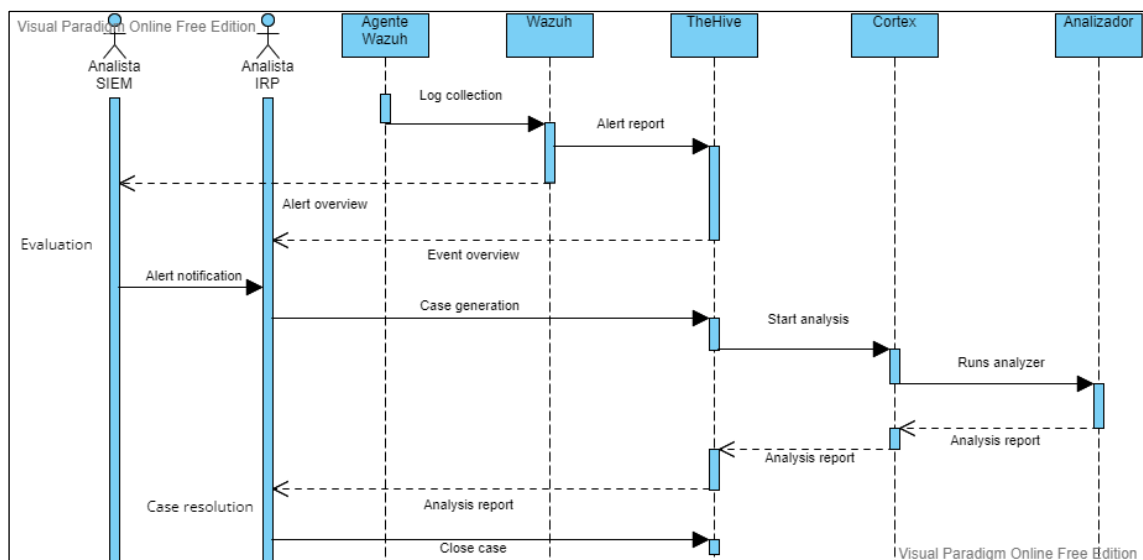 Visual Paradigm Online Free Edition
Analista
SIEM
Analista
IRP
Agente
Wazuh
Wazuh
TheHive
Cortex
Analizador
Log collection
Alert report
Alert overview
Evaluation
Event overview
Alert notification
Case generation
Start analysis
Runs analyzer
Analysis report
Analysis report
Analysis report
Case resolution
Close case
Visual Paradigm Online Free Edition